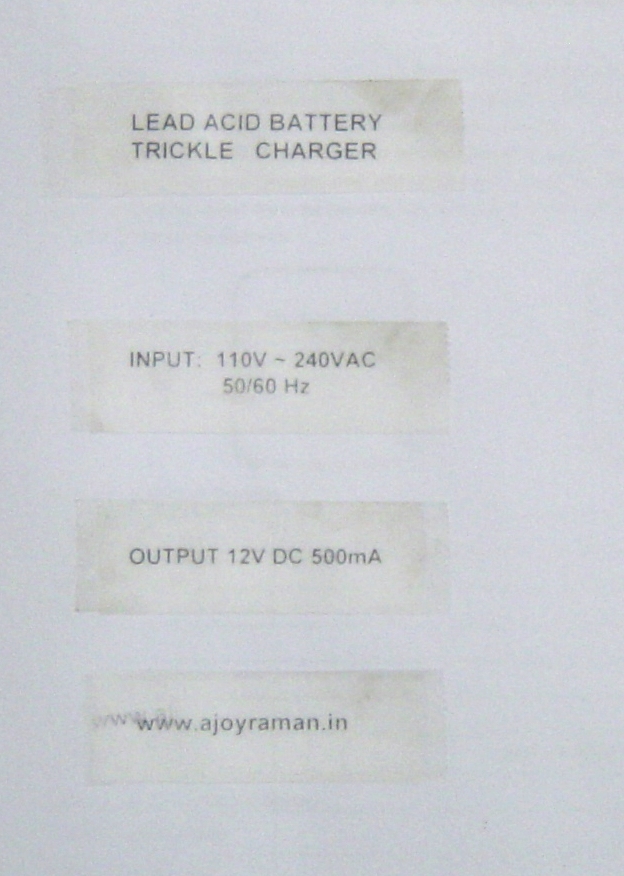 LEAD ACID BATTERY
TRICKLE CHARGER
INPUT: 110V ~ 240VAC
50/60 Hz
OUTPUT 12V DC 500mA
www.ajoyraman.in